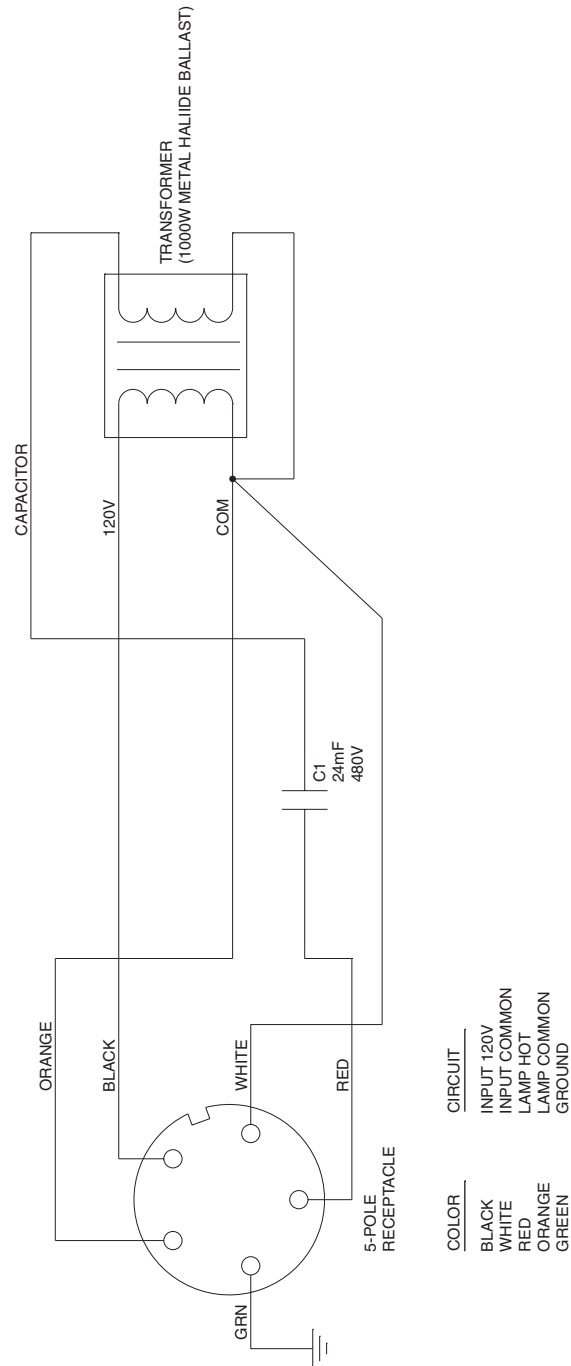 TRANSFORMER
(1000W METAL HALIIDE BALLAST)
CAPACITOR
120V
COM
C1
24mF
480V
ORANGE
BLACK
WHITE
RED
GRN
5-POLE
RECEPTACLE
COLOR CIRCUIT
BLACK INPUT 120V
WHITE INPUT COMMON
RED LAMP HOT
ORANGE LAMP COMMON
GREEN GROUND